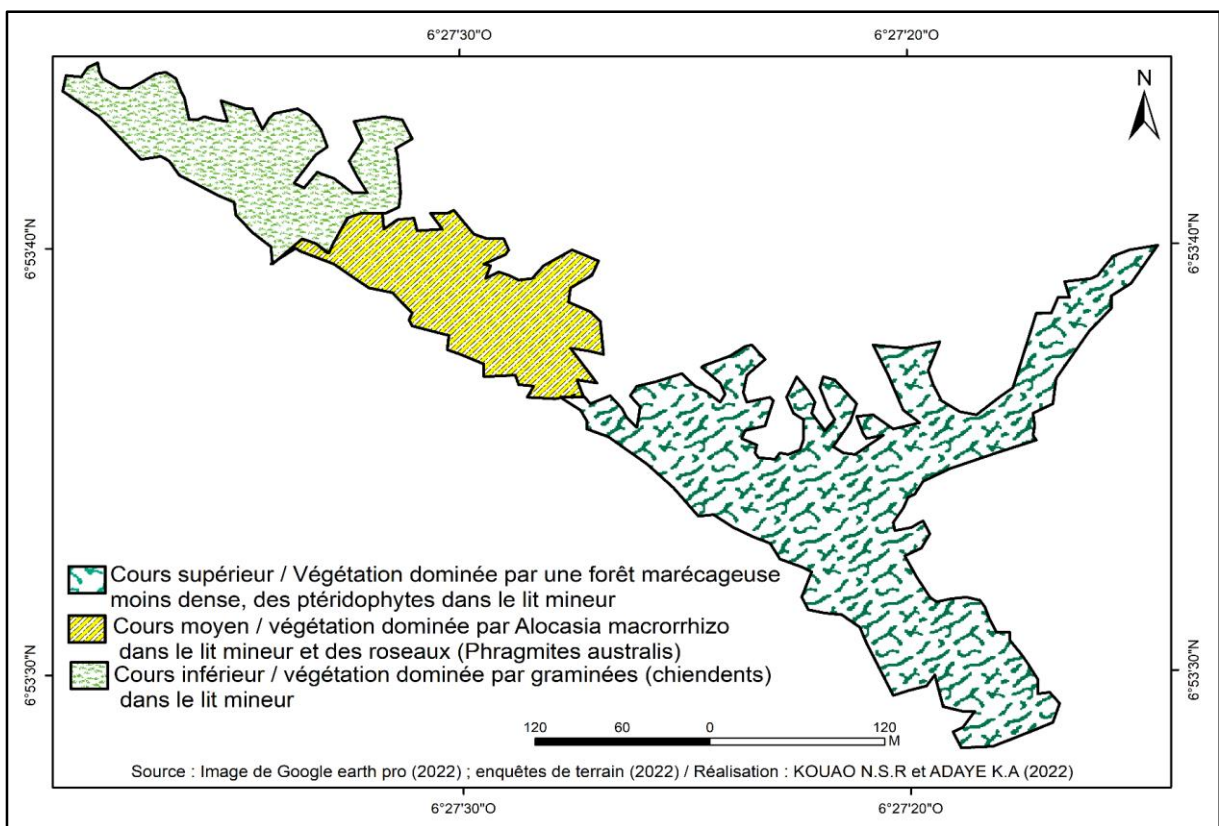 6°27'30"O
6°27'20"O
N
6°53'40"N
6°53'40"N
Cours supérieur / Végétation dominée par une forêt marécageuse
moins dense, des ptéridophytes dans le lit mineur
Cours moyen / végétation dominée par Alocasia macrorrhizo
dans le lit mineur et des roseaux (Phragmites australis)
Cours inférieur / végétation dominée par graminées (chiendents)
dans le lit mineur
6°53'30"N
6°53'30"N
120
60
0
120
M
Source : Image de Google earth pro (2022) ; enquêtes de terrain (2022) / Réalisation : KOUAO N.S.R et ADAYE K.A (2022)
6°27'30"O
6°27'20"O